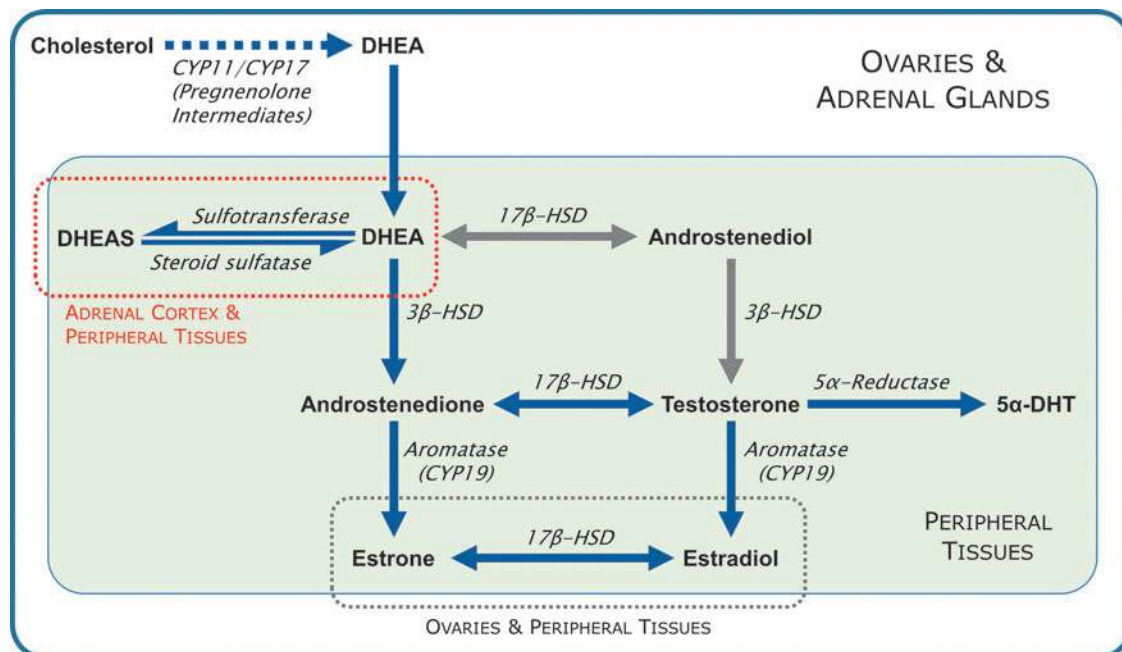 Cholesterol
DHEA
CYP11/CYP17
(Pregnenolone
Intermediates)
OVARIES &
ADRENAL GLANDS
DHEAS
Sulfotransferase
Steroid sulfatase
DHEA
17β-HSD
Androstenediol
ADRENAL CORTEX &
PERIPHERAL TISSUES
3β-HSD
3β-HSD
Androstenedione
17β-HSD
Testosterone
5α-Reductase
5α-DHT
Aromatase
(CYP19)
Aromatase
(CYP19)
Estrone
17β-HSD
Estradiol
PERIPHERAL
TISSUES
OVARIES & PERIPHERAL TISSUES